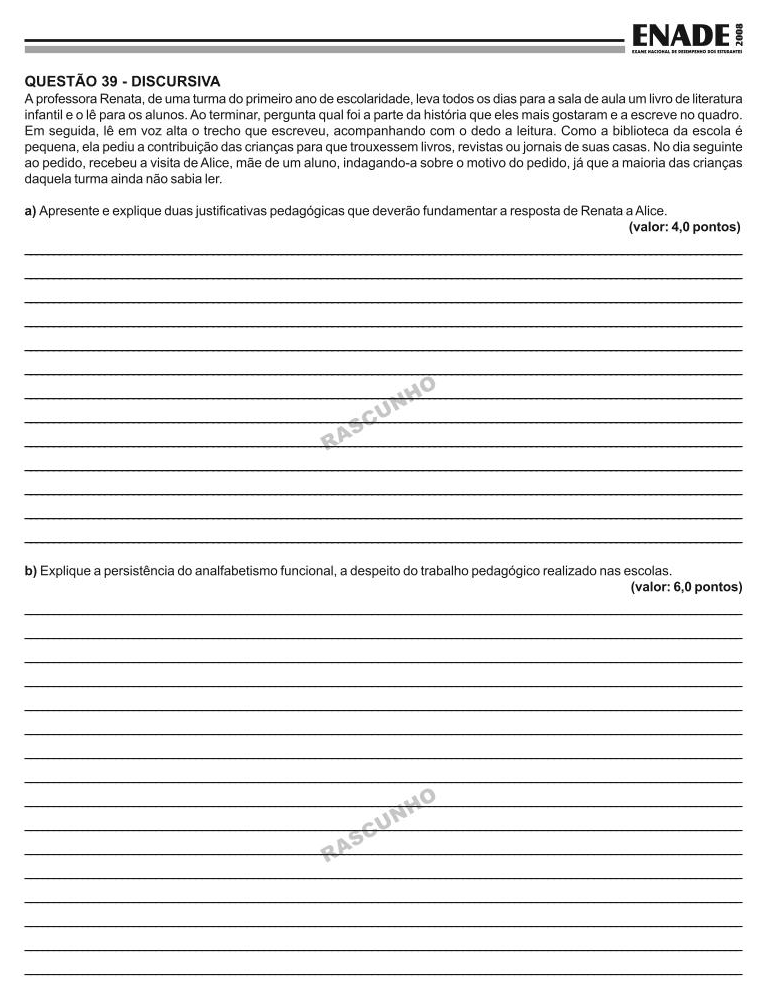 ENADE 2008
EXAME NACIONAL DE DESEMPENHO DOS ESTUDANTES
QUESTÃO 39 - DISCURSIVA
A professora Renata, de uma turma do primeiro ano de escolaridade, leva todos os dias para a sala de aula um livro de literatura
infantil e o lê para os alunos. Ao terminar, pergunta qual foi a parte da história que eles mais gostaram e a escreve no quadro.
Em seguida, lê em voz alta o trecho que escreveu, acompanhando com o dedo a leitura. Como a biblioteca da escola é
pequena, ela pediu a contribuição das crianças para que trouxessem livros, revistas ou jornais de suas casas. No dia seguinte
ao pedido, recebeu a visita de Alice, mãe de um aluno, indagando-a sobre o motivo do pedido, já que a maioria das crianças
daquela turma ainda não sabia ler.
a) Apresente e explique duas justificativas pedagógicas que deverão fundamentar a resposta de Renata a Alice.
(valor: 4,0 pontos)
RASCUNHO
b) Explique a persistência do analfabetismo funcional, a despeito do trabalho pedagógico realizado nas escolas.
(valor: 6,0 pontos)
RASCUNHO